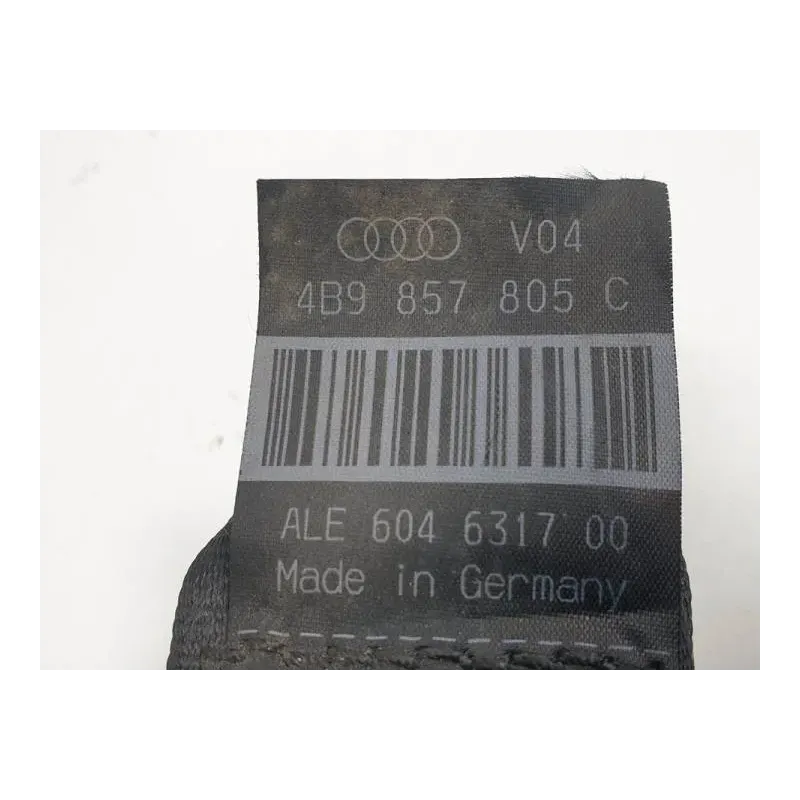 V04
4B9 857 805 C
ALE 604 6317 00
Made in Germany